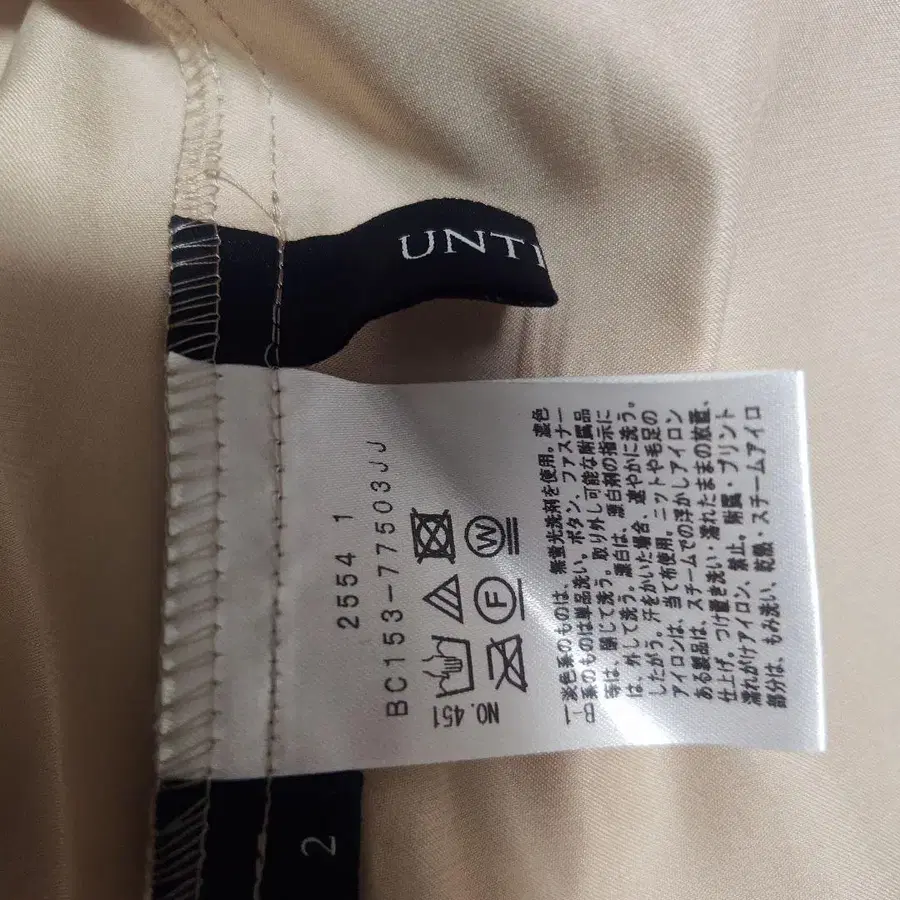 UNTI
2554 1
BC153-77503JJ
W
F
NO.451
淡色系のものは、無蛍光洗剤を使用。濃色
系のものは単品洗い。ボタン、ファスナー
等は、閉じて洗う。取り外し可能な附属品
は、外して洗う。漂白は、漂白剤の指示に
したがう。汗をかいた場合・速やかに洗う。
アイロンは、当て布使用。ニットや毛足の
ある製品は、スチームでの浮かしアイロン
仕上げ。つけ置き洗い・濡れたままの放置、
濡れがけアイロン、禁止。附属・プリント
部分は、もみ洗い、乾燥・スチームアイロ
2